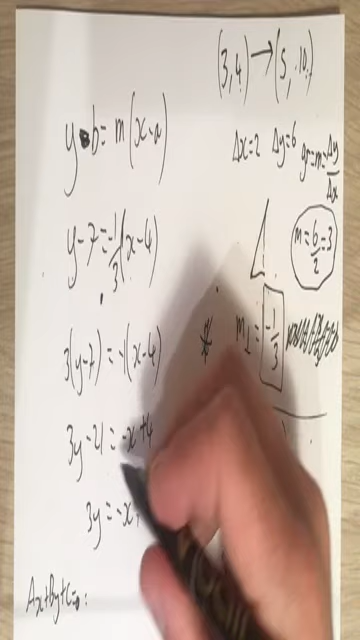 (3,4) → (5, 10)
y - b = m(x-a)
Δx=2 Δy=6 gr=m=Δy/Δx
m = 6/2 = 3
y-7 = -1/3(x-4)
* m⊥ = -1/3
3(y-7) = -1(x-4)
3y-21 = -x+4
3y = -x+
Ax+By+C=0: